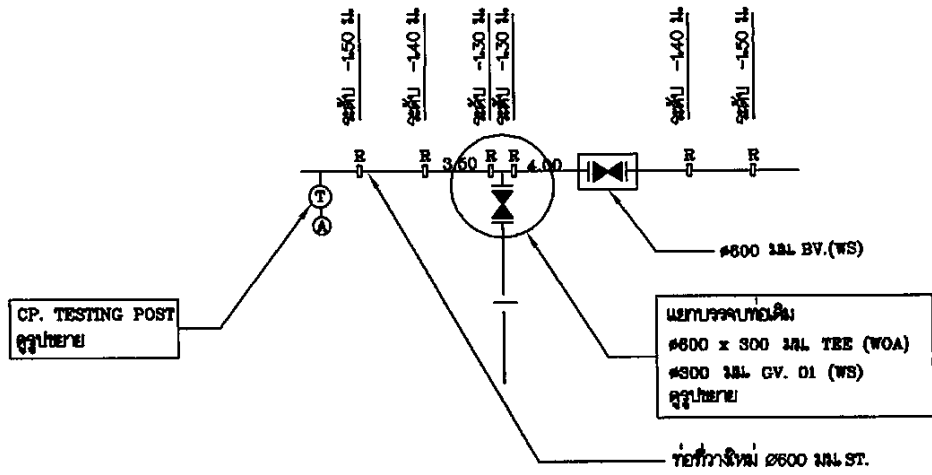 ระดับ -1.50 ม.
ระดับ -1.40 ม.
ระดับ -1.30 ม.
ระดับ -1.30 ม.
ระดับ -1.40 ม.
ระดับ -1.50 ม.
R
R
3.50
R
R
4.00
R
R
T
A
ø600 มม. BV.(WS)
CP. TESTING POST
ดูรูปขยาย
แยกบรรจบท่อเดิม
ø600 x 300 มม. TEE (WOA)
ø300 มม. GV. 01 (WS)
ดูรูปขยาย
ท่อที่วางใหม่ Ø600 มม. ST.